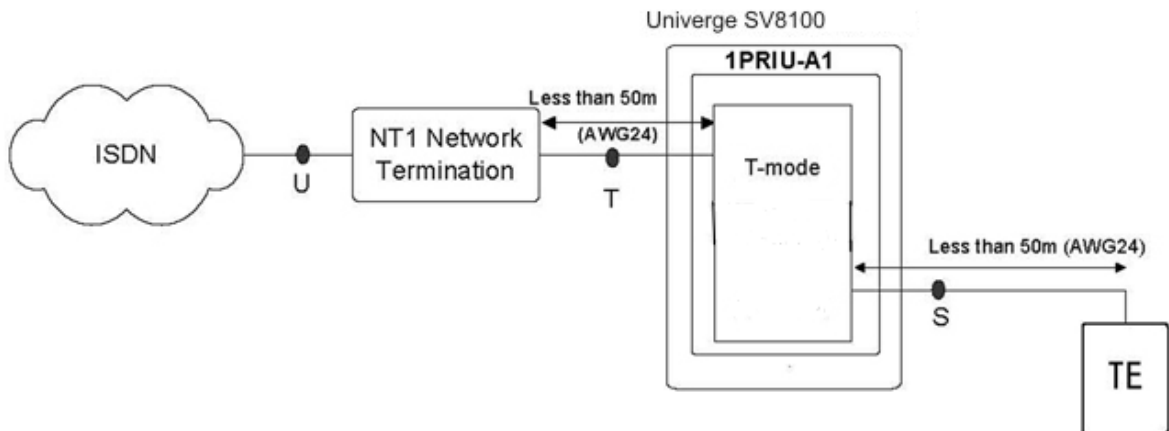 Univerge SV8100
1PRIU-A1
Less than 50m
(AWG24)
ISDN
NT1 Network
Termination
U
T
T-mode
Less than 50m (AWG24)
S
TE